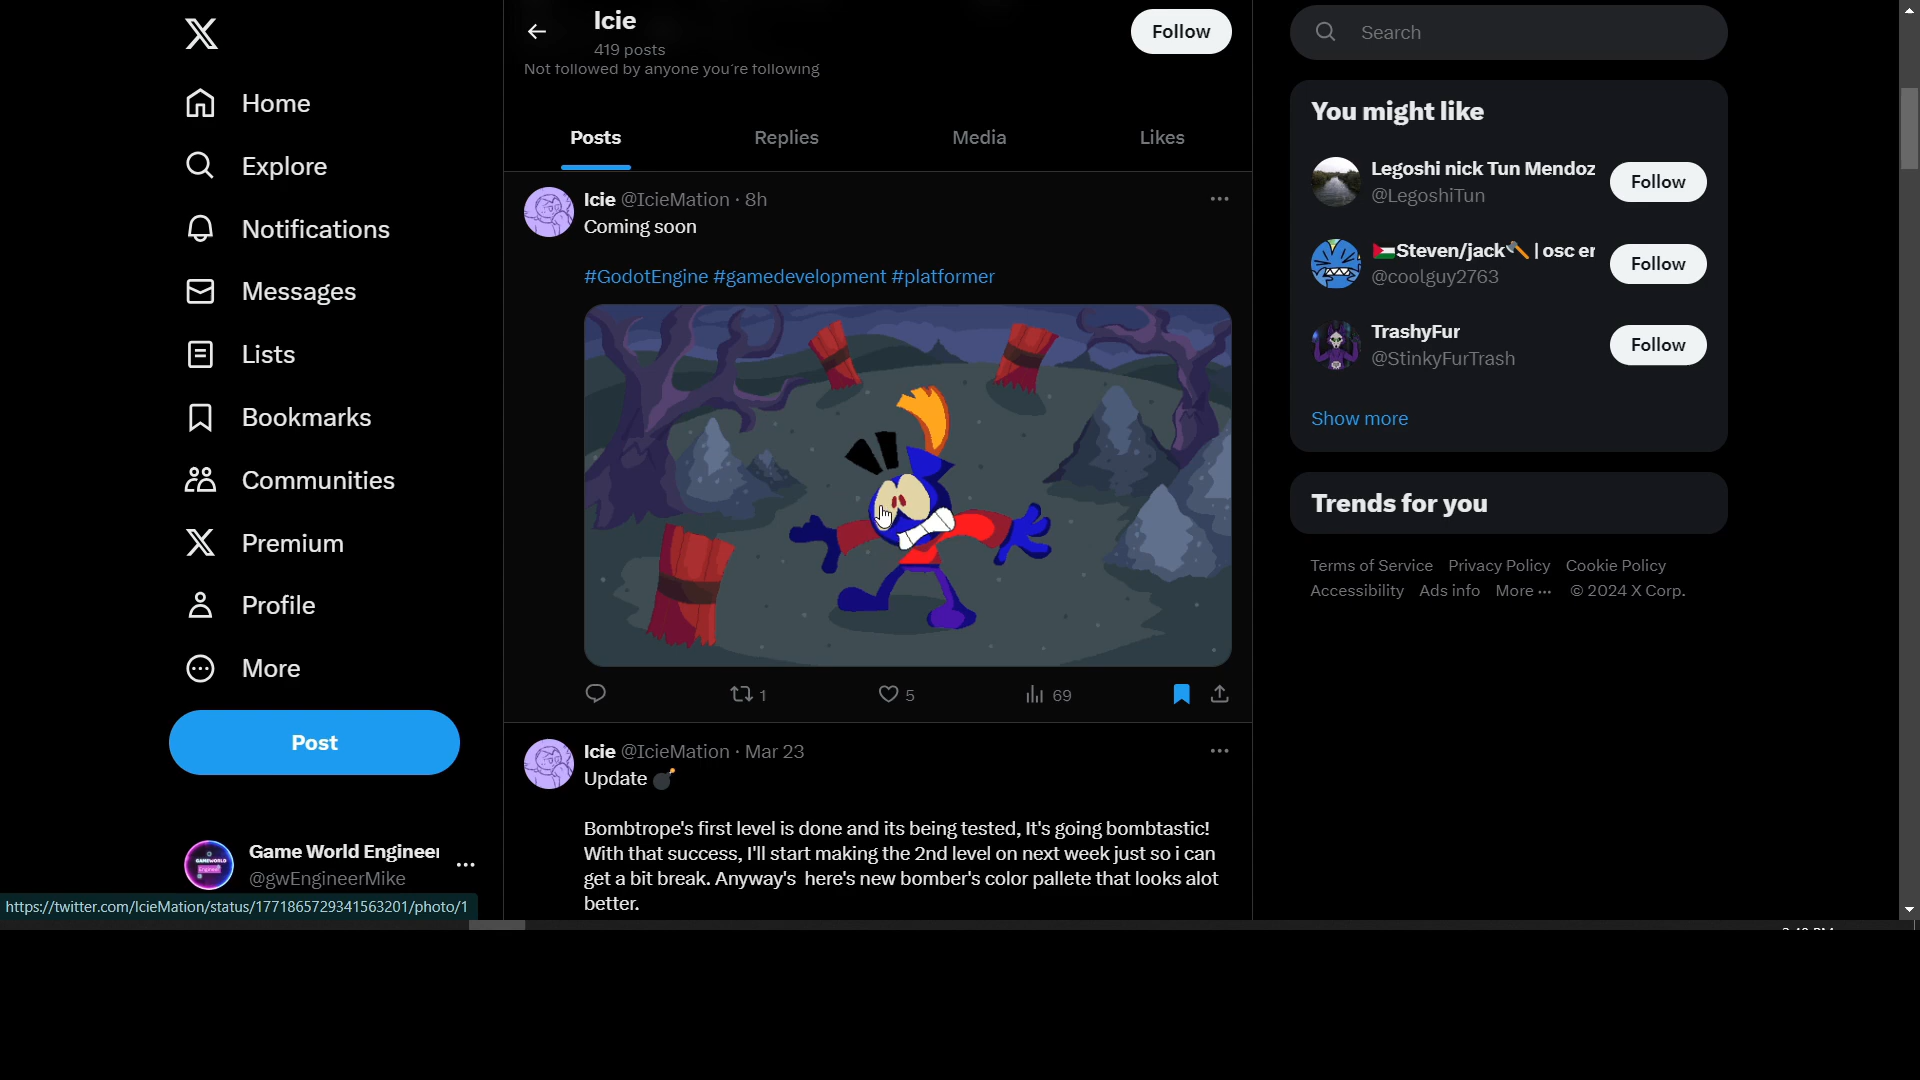 Home
Explore
Notifications
Messages
Lists
Bookmarks
Communities
Premium
Profile
More
Post
Game World Engineer
@gwEngineerMike
https://twitter.com/IcieMation/status/1771865729341563201/photo/1
Icie
419 posts
Not followed by anyone you're following
Follow
Posts Replies Media Likes
Icie @IcieMation · 8h
Coming soon
#GodotEngine #gamedevelopment #platformer
1 5 69
Icie @IcieMation · Mar 23
Update 💣
Bombtrope's first level is done and its being tested, It's going bombtastic!
With that success, I'll start making the 2nd level on next week just so i can
get a bit break. Anyway's here's new bomber's color pallete that looks alot
better.
Search
You might like
Legoshi nick Tun Mendoz
@LegoshiTun
Follow
🇵🇸Steven/jack🪓 | osc er
@coolguy2763
Follow
TrashyFur
@StinkyFurTrash
Follow
Show more
Trends for you
Terms of Service Privacy Policy Cookie Policy
Accessibility Ads info More ··· © 2024 X Corp.